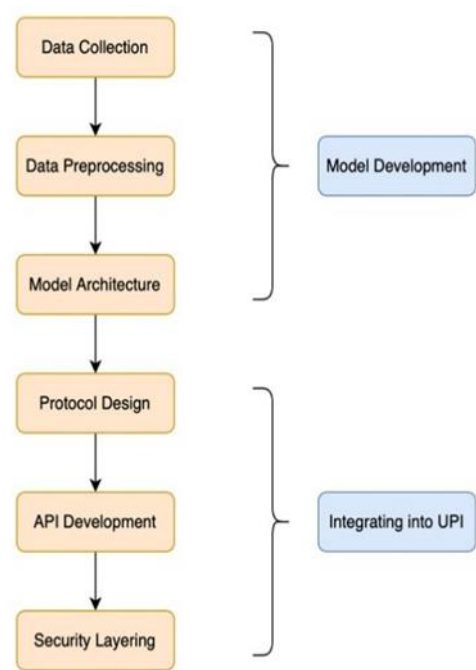 Data Collection
Data Preprocessing
Model Development
Model Architecture
Protocol Design
API Development
Integrating into UPI
Security Layering